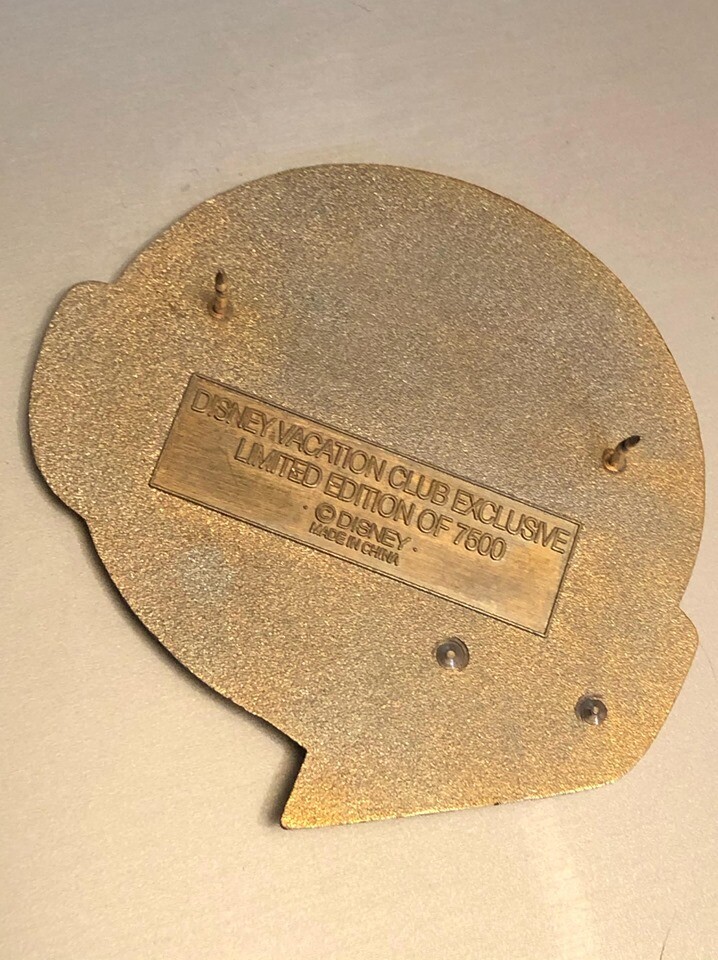 DISNEY VACATION CLUB EXCLUSIVE
LIMITED EDITION OF 7500
· © DISNEY ·
MADE IN CHINA